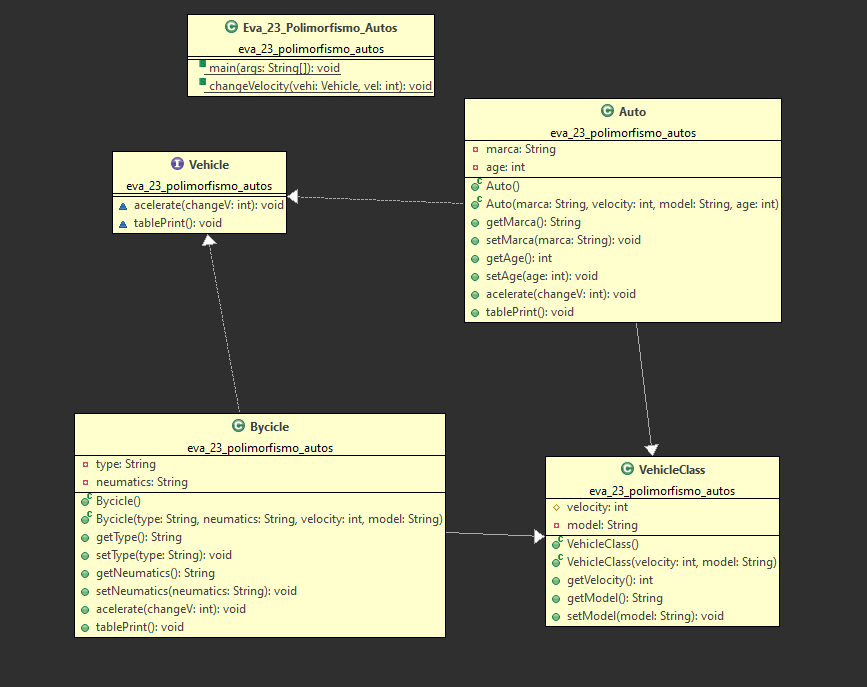 C Eva_23_Polimorfismo_Autos
eva_23_polimorfismo_autos
main(args: String[]): void
changeVelocity(vehi: Vehicle, vel: int): void
C Auto
eva_23_polimorfismo_autos
marca: String
age: int
C Auto()
C Auto(marca: String, velocity: int, model: String, age: int)
getMarca(): String
setMarca(marca: String): void
getAge(): int
setAge(age: int): void
acelerate(changeV: int): void
tablePrint(): void
I Vehicle
eva_23_polimorfismo_autos
acelerate(changeV: int): void
tablePrint(): void
C Bycicle
eva_23_polimorfismo_autos
type: String
neumatics: String
C Bycicle()
C Bycicle(type: String, neumatics: String, velocity: int, model: String)
getType(): String
setType(type: String): void
getNeumatics(): String
setNeumatics(neumatics: String): void
acelerate(changeV: int): void
tablePrint(): void
C VehicleClass
eva_23_polimorfismo_autos
velocity: int
model: String
C VehicleClass()
C VehicleClass(velocity: int, model: String)
getVelocity(): int
getModel(): String
setModel(model: String): void